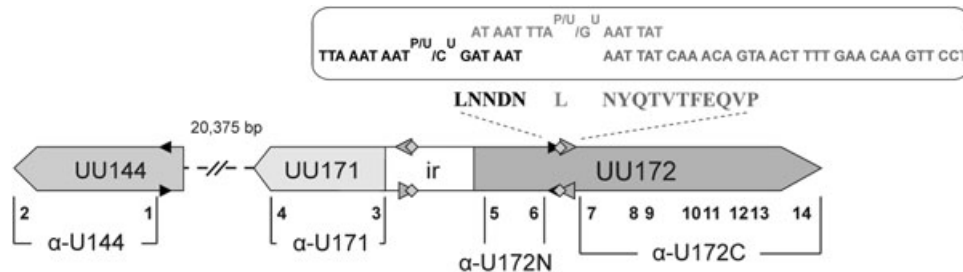 AT AAT TTA P/U/G U AAT TAT
TTA AAT AAT P/U/C U GAT AAT AAT TAT CAA ACA GTA ACT TTT GAA CAA GTT CCT
LNNDN L NYQTVTFEQVP
20,375 bp
UU144 UU171 ir UU172
2 1 4 3 5 6 7 8 9 10 11 12 13 14
α-U144 α-U171 α-U172N α-U172C